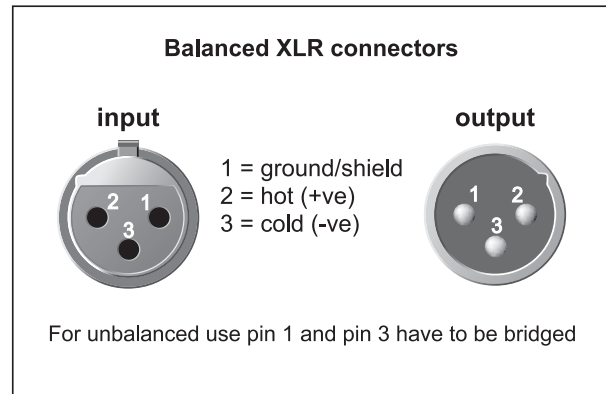 Balanced XLR connectors
input
output
1 = ground/shield
2 = hot (+ve)
3 = cold (-ve)
2 1
3
1 2
3
For unbalanced use pin 1 and pin 3 have to be bridged